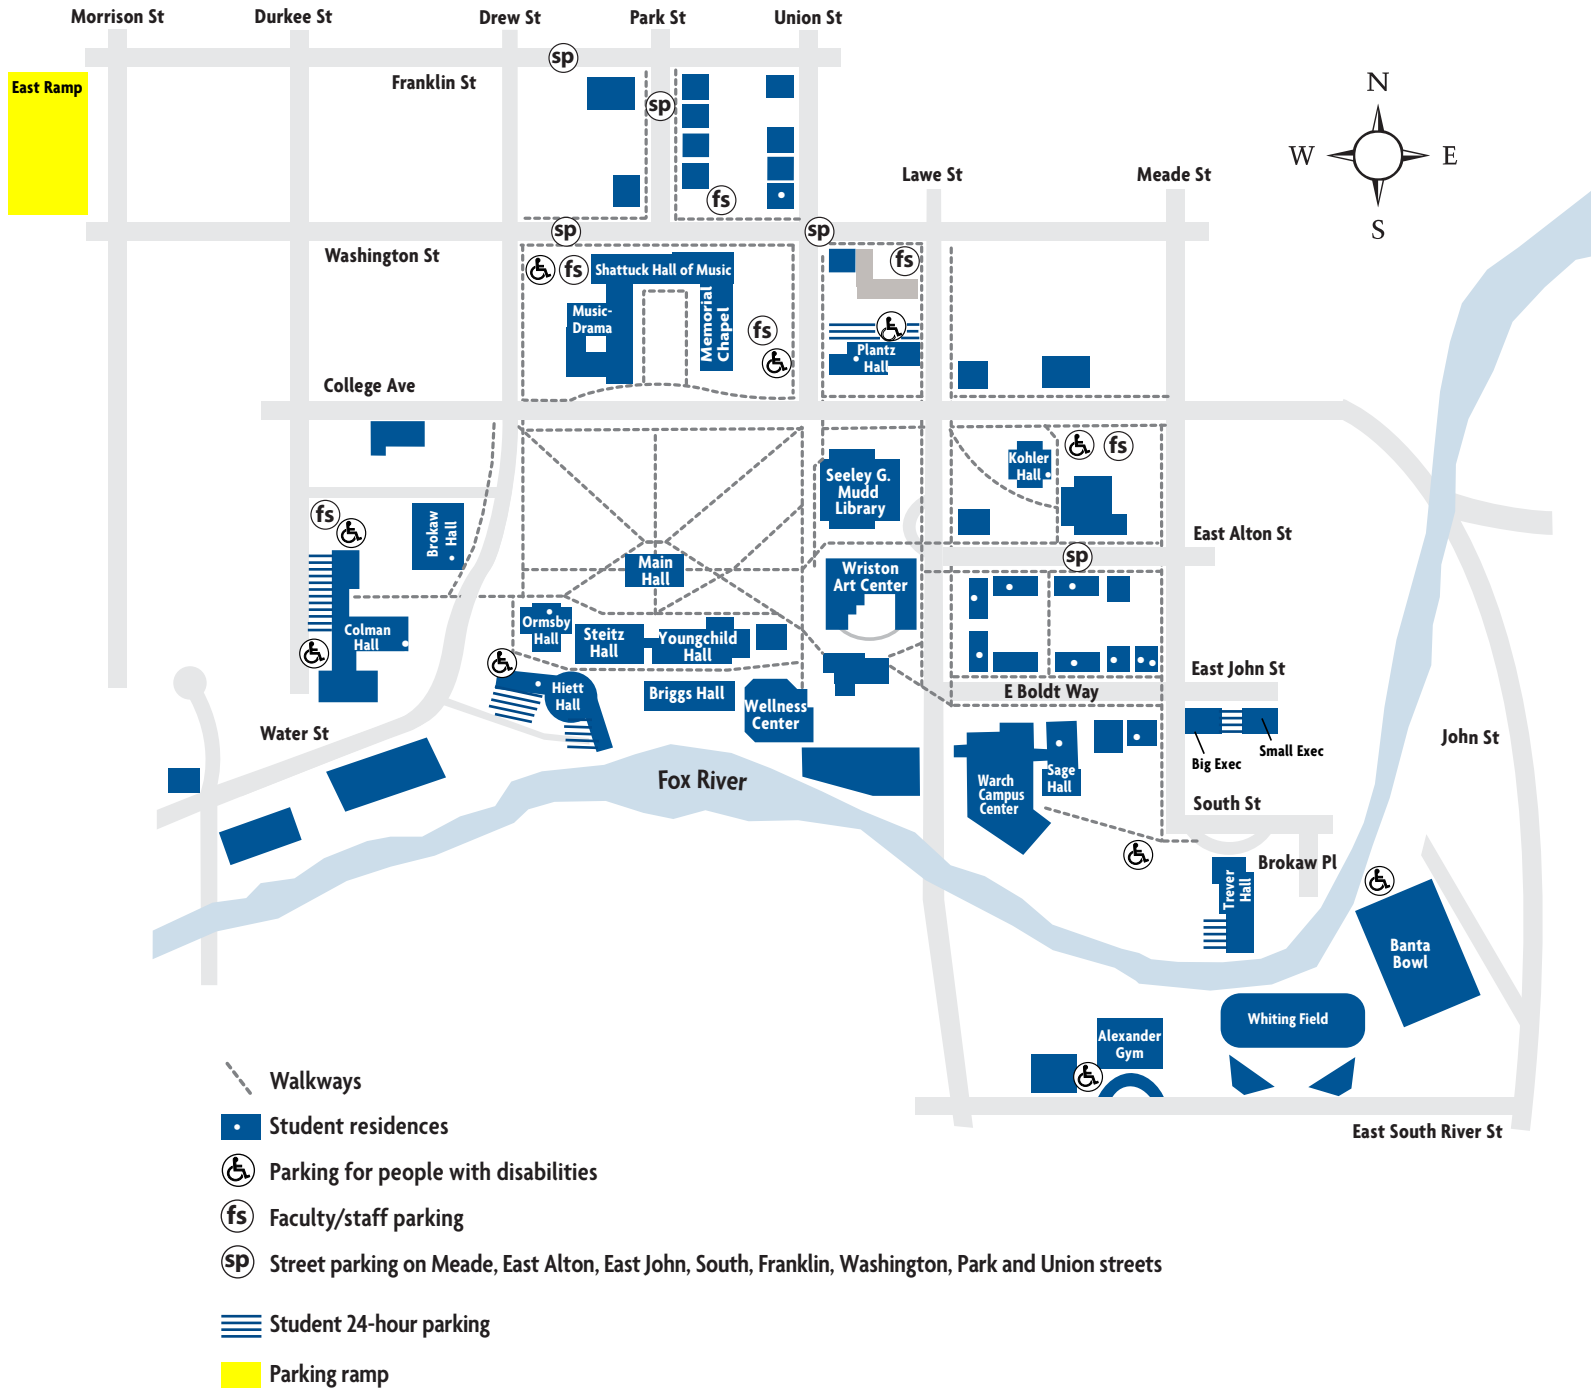 Morrison St
Durkee St
Drew St
Park St
Union St
sp
East Ramp
Franklin St
sp
N
W
E
S
Lawe St
Meade St
fs
sp
sp
Washington St
fs
Shattuck Hall of Music
fs
Music-
Drama
Memorial
Chapel
fs
Plantz
Hall
College Ave
Kohler
Hall
fs
Seeley G.
Mudd
Library
fs
Brokaw
Hall
East Alton St
sp
Main
Hall
Wriston
Art Center
Ormsby
Hall
Colman
Hall
Steitz
Hall
Youngchild
Hall
East John St
E Boldt Way
Hiett
Hall
Briggs Hall
Wellness
Center
Water St
Big Exec
Small Exec
John St
Fox River
Warch
Campus
Center
Sage
Hall
South St
Brokaw Pl
Trever
Hall
Banta
Bowl
Whiting Field
Alexander
Gym
East South River St
Walkways
Student residences
Parking for people with disabilities
fs Faculty/staff parking
sp Street parking on Meade, East Alton, East John, South, Franklin, Washington, Park and Union streets
Student 24-hour parking
Parking ramp